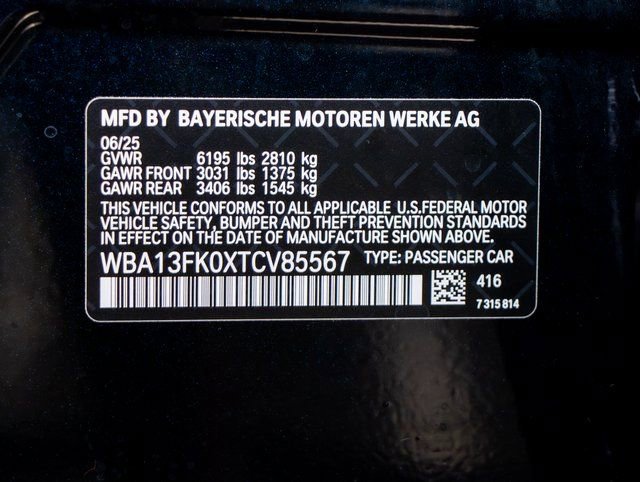 MFD BY BAYERISCHE MOTOREN WERKE AG
06/25
GVWR 6195 lbs 2810 kg
GAWR FRONT 3031 lbs 1375 kg
GAWR REAR 3406 lbs 1545 kg
THIS VEHICLE CONFORMS TO ALL APPLICABLE U.S.FEDERAL MOTOR
VEHICLE SAFETY, BUMPER AND THEFT PREVENTION STANDARDS
IN EFFECT ON THE DATE OF MANUFACTURE SHOWN ABOVE.
WBA13FK0XTCV85567 TYPE: PASSENGER CAR
416
7 315 814